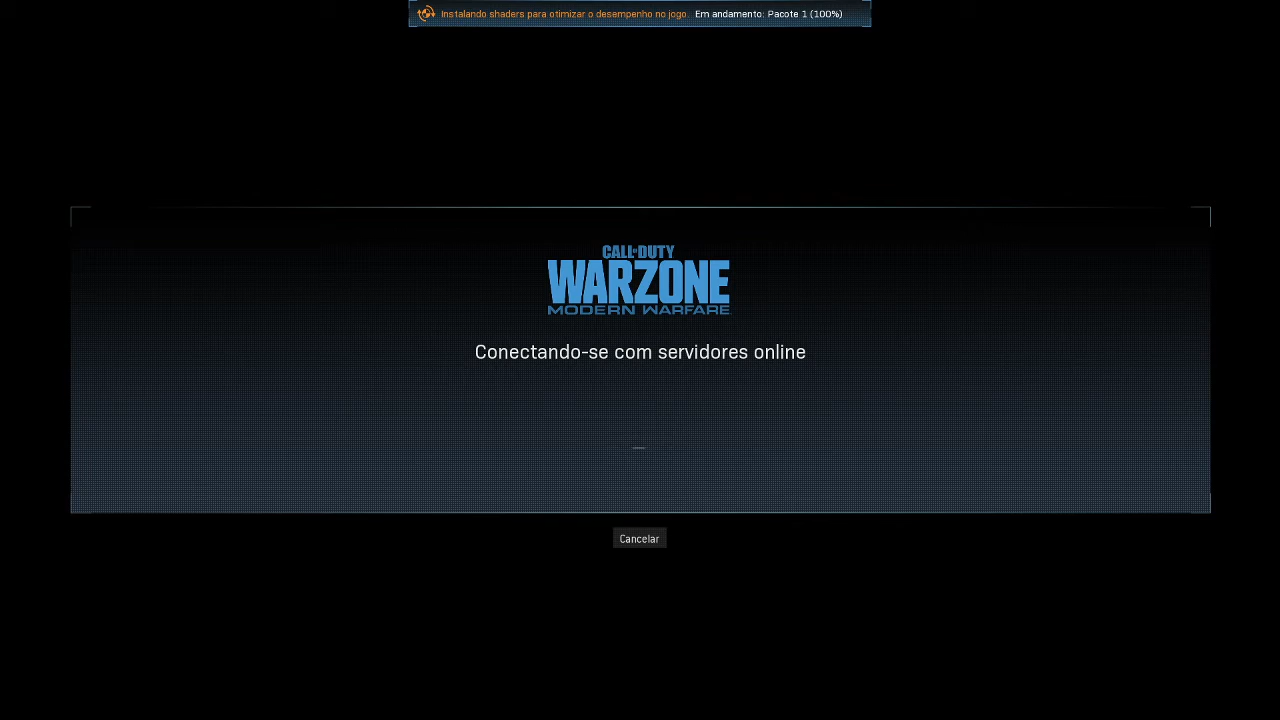 Instalando shaders para otimizar o desempenho no jogo. Em andamento: Pacote 1 (100%)
CALL OF DUTY
WARZONE
MODERN WARFARE
Conectando-se com servidores online
Cancelar